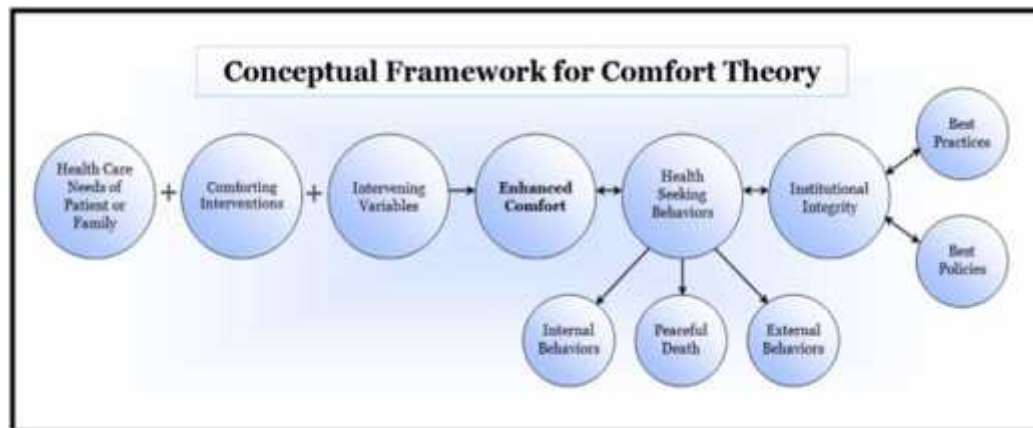 Conceptual Framework for Comfort Theory
Health Care
Needs of
Patient or
Family
+
Comforting
Interventions
+
Intervening
Variables
Enhanced
Comfort
Health
Seeking
Behaviors
Institutional
Integrity
Best
Practices
Best
Policies
Internal
Behaviors
Peaceful
Death
External
Behaviors